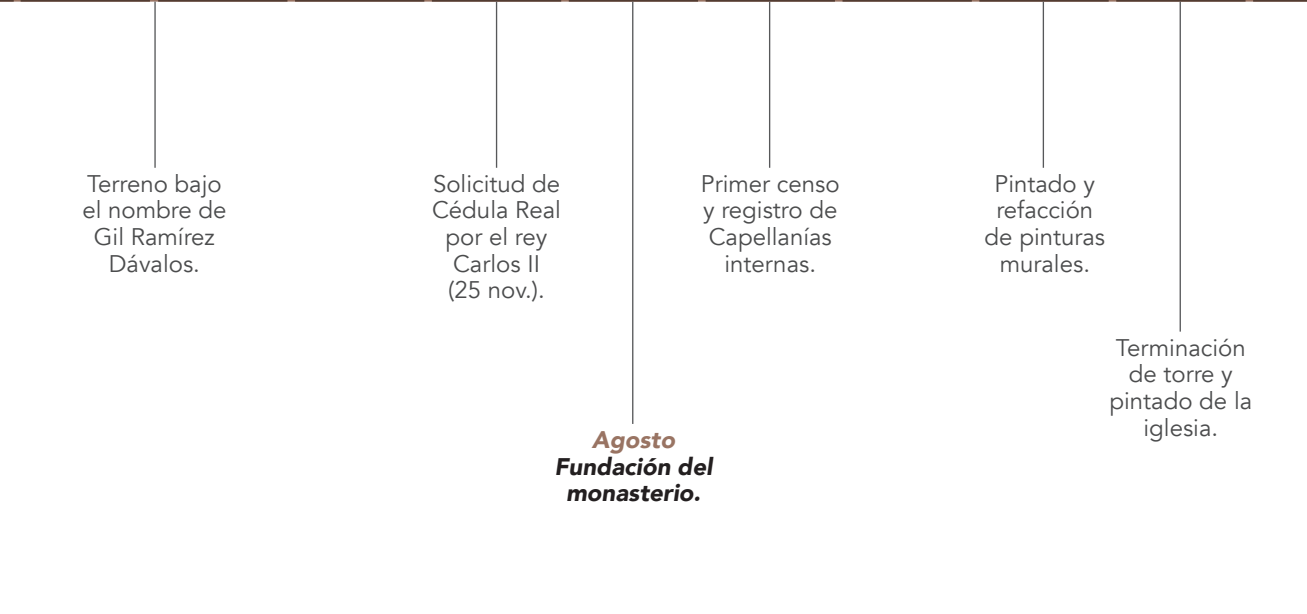 Terreno bajo
el nombre de
Gil Ramírez
Dávalos.
Solicitud de
Cédula Real
por el rey
Carlos II
(25 nov.).
Agosto
Fundación del
monasterio.
Primer censo
y registro de
Capellanías
internas.
Pintado y
refacción
de pinturas
murales.
Terminación
de torre y
pintado de la
iglesia.